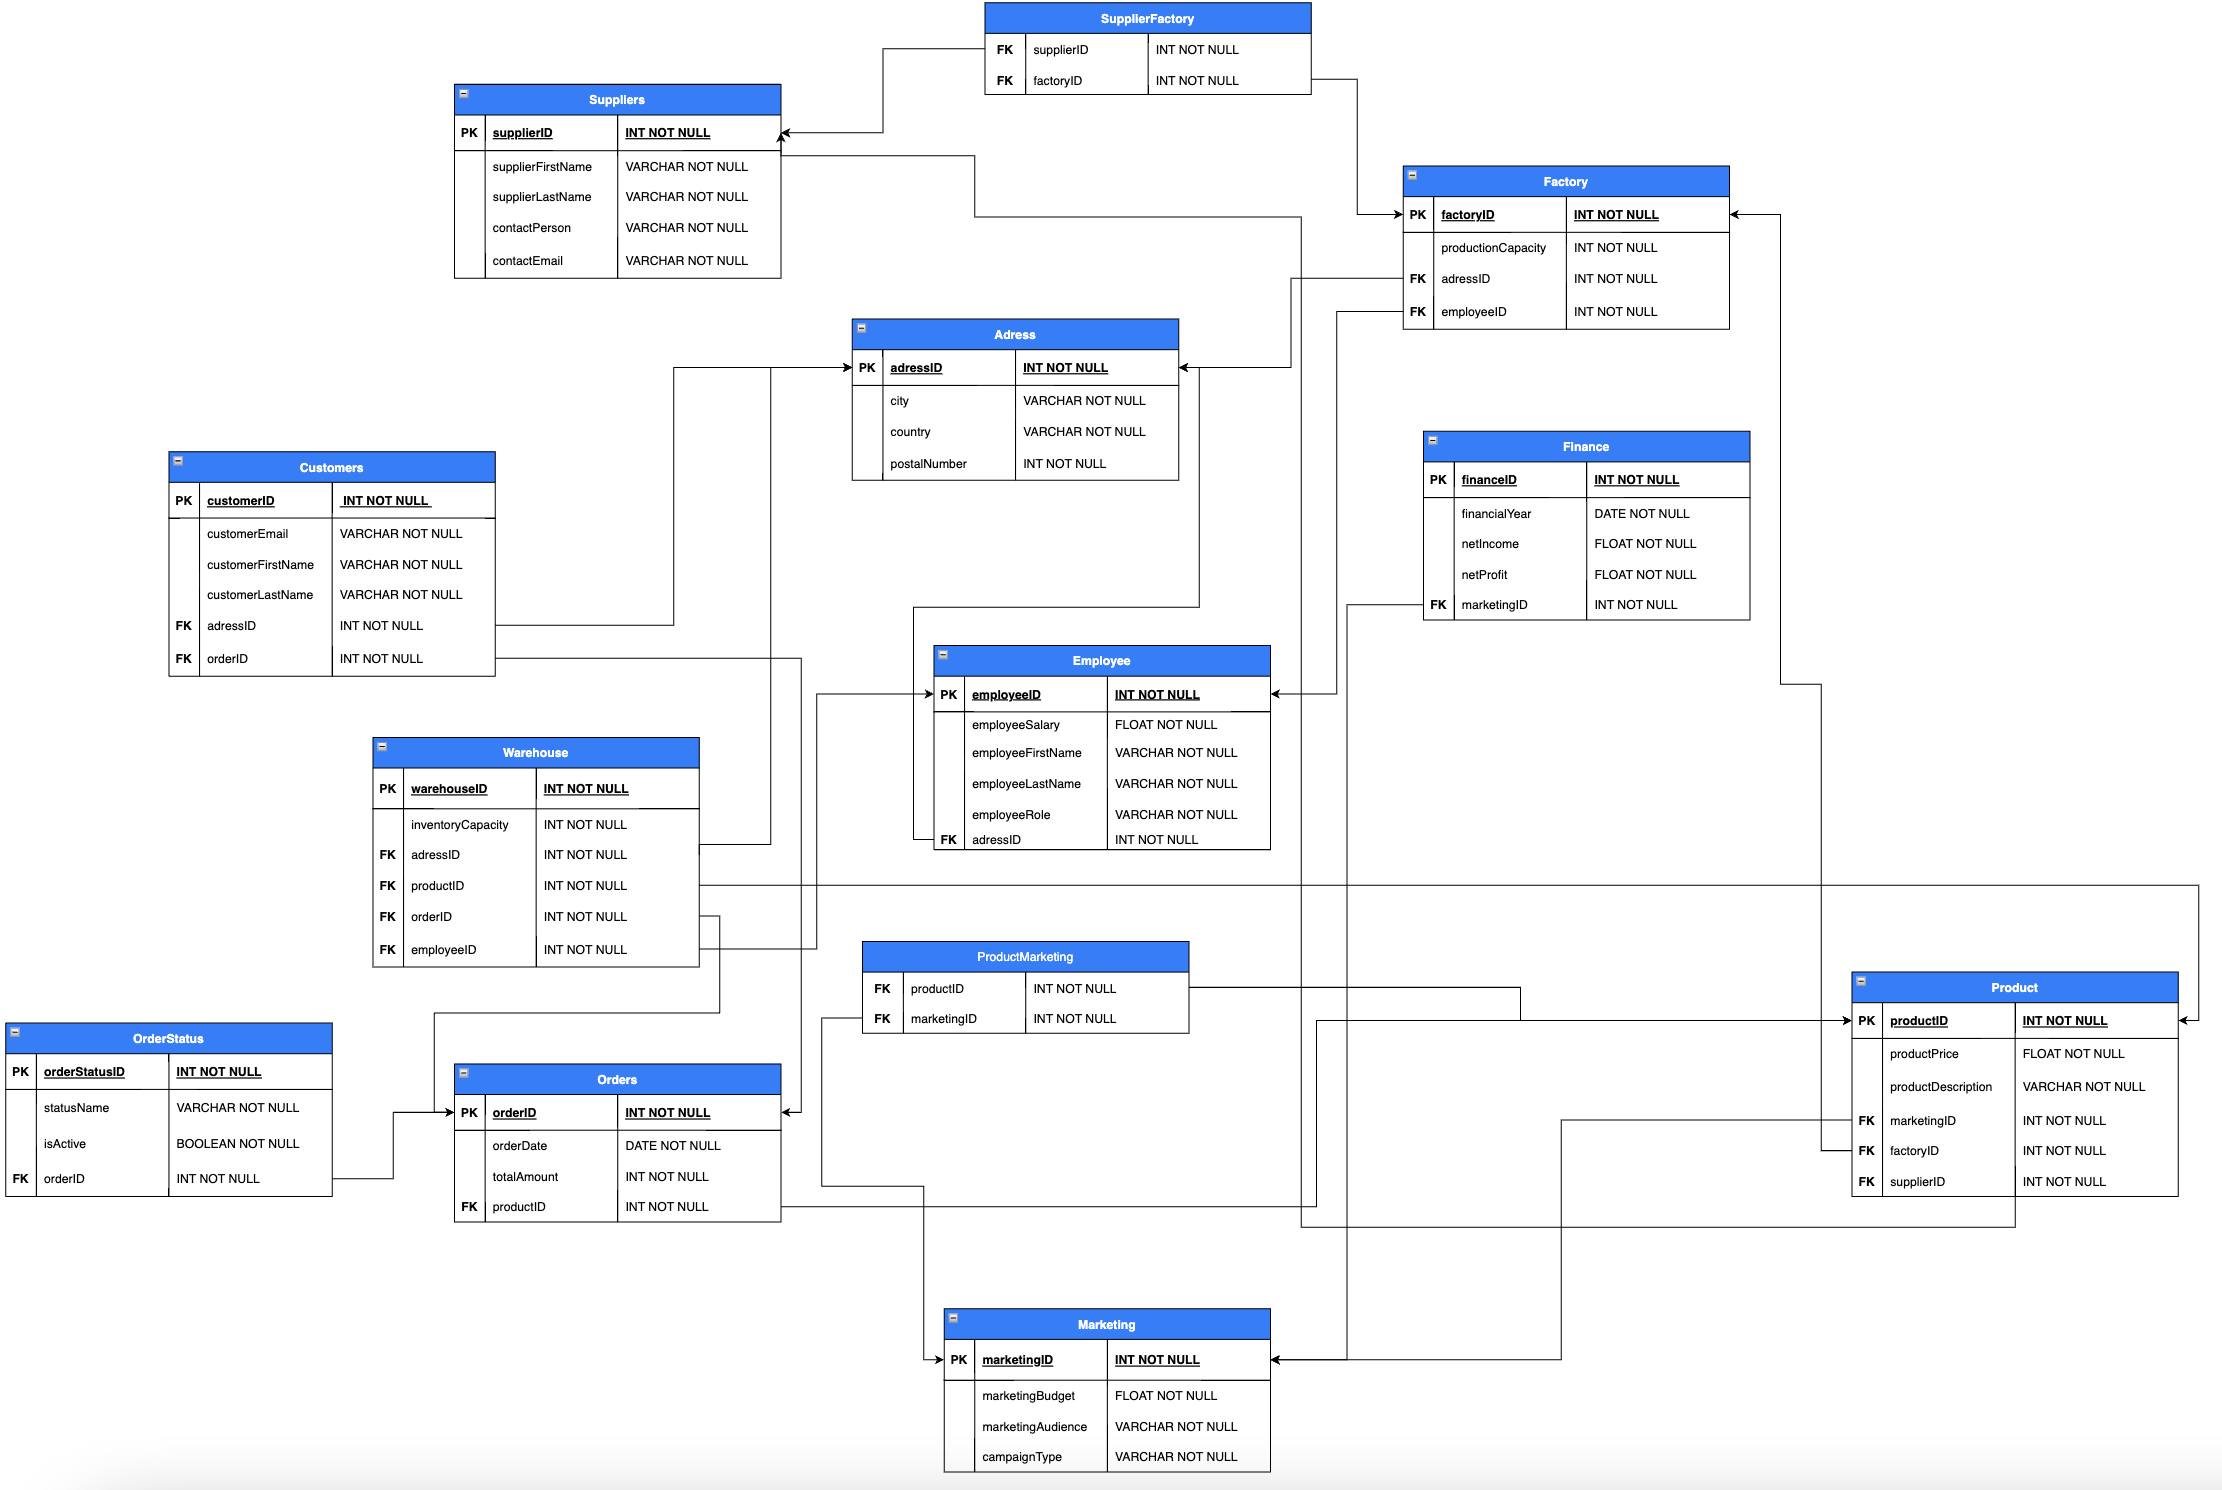 SupplierFactory
FK supplierID INT NOT NULL
FK factoryID INT NOT NULL
Suppliers
PK supplierID INT NOT NULL
supplierFirstName VARCHAR NOT NULL
supplierLastName VARCHAR NOT NULL
contactPerson VARCHAR NOT NULL
contactEmail VARCHAR NOT NULL
Factory
PK factoryID INT NOT NULL
productionCapacity INT NOT NULL
FK adressID INT NOT NULL
FK employeeID INT NOT NULL
Adress
PK adressID INT NOT NULL
city VARCHAR NOT NULL
country VARCHAR NOT NULL
postalNumber INT NOT NULL
Finance
PK financeID INT NOT NULL
financialYear DATE NOT NULL
netIncome FLOAT NOT NULL
netProfit FLOAT NOT NULL
FK marketingID INT NOT NULL
Customers
PK customerID INT NOT NULL
customerEmail VARCHAR NOT NULL
customerFirstName VARCHAR NOT NULL
customerLastName VARCHAR NOT NULL
FK adressID INT NOT NULL
FK orderID INT NOT NULL
Employee
PK employeeID INT NOT NULL
employeeSalary FLOAT NOT NULL
employeeFirstName VARCHAR NOT NULL
employeeLastName VARCHAR NOT NULL
employeeRole VARCHAR NOT NULL
FK adressID INT NOT NULL
Warehouse
PK warehouseID INT NOT NULL
inventoryCapacity INT NOT NULL
FK adressID INT NOT NULL
FK productID INT NOT NULL
FK orderID INT NOT NULL
FK employeeID INT NOT NULL
ProductMarketing
FK productID INT NOT NULL
FK marketingID INT NOT NULL
Product
PK productID INT NOT NULL
productPrice FLOAT NOT NULL
productDescription VARCHAR NOT NULL
FK marketingID INT NOT NULL
FK factoryID INT NOT NULL
FK supplierID INT NOT NULL
OrderStatus
PK orderStatusID INT NOT NULL
statusName VARCHAR NOT NULL
isActive BOOLEAN NOT NULL
FK orderID INT NOT NULL
Orders
PK orderID INT NOT NULL
orderDate DATE NOT NULL
totalAmount INT NOT NULL
FK productID INT NOT NULL
Marketing
PK marketingID INT NOT NULL
marketingBudget FLOAT NOT NULL
marketingAudience VARCHAR NOT NULL
campaignType VARCHAR NOT NULL